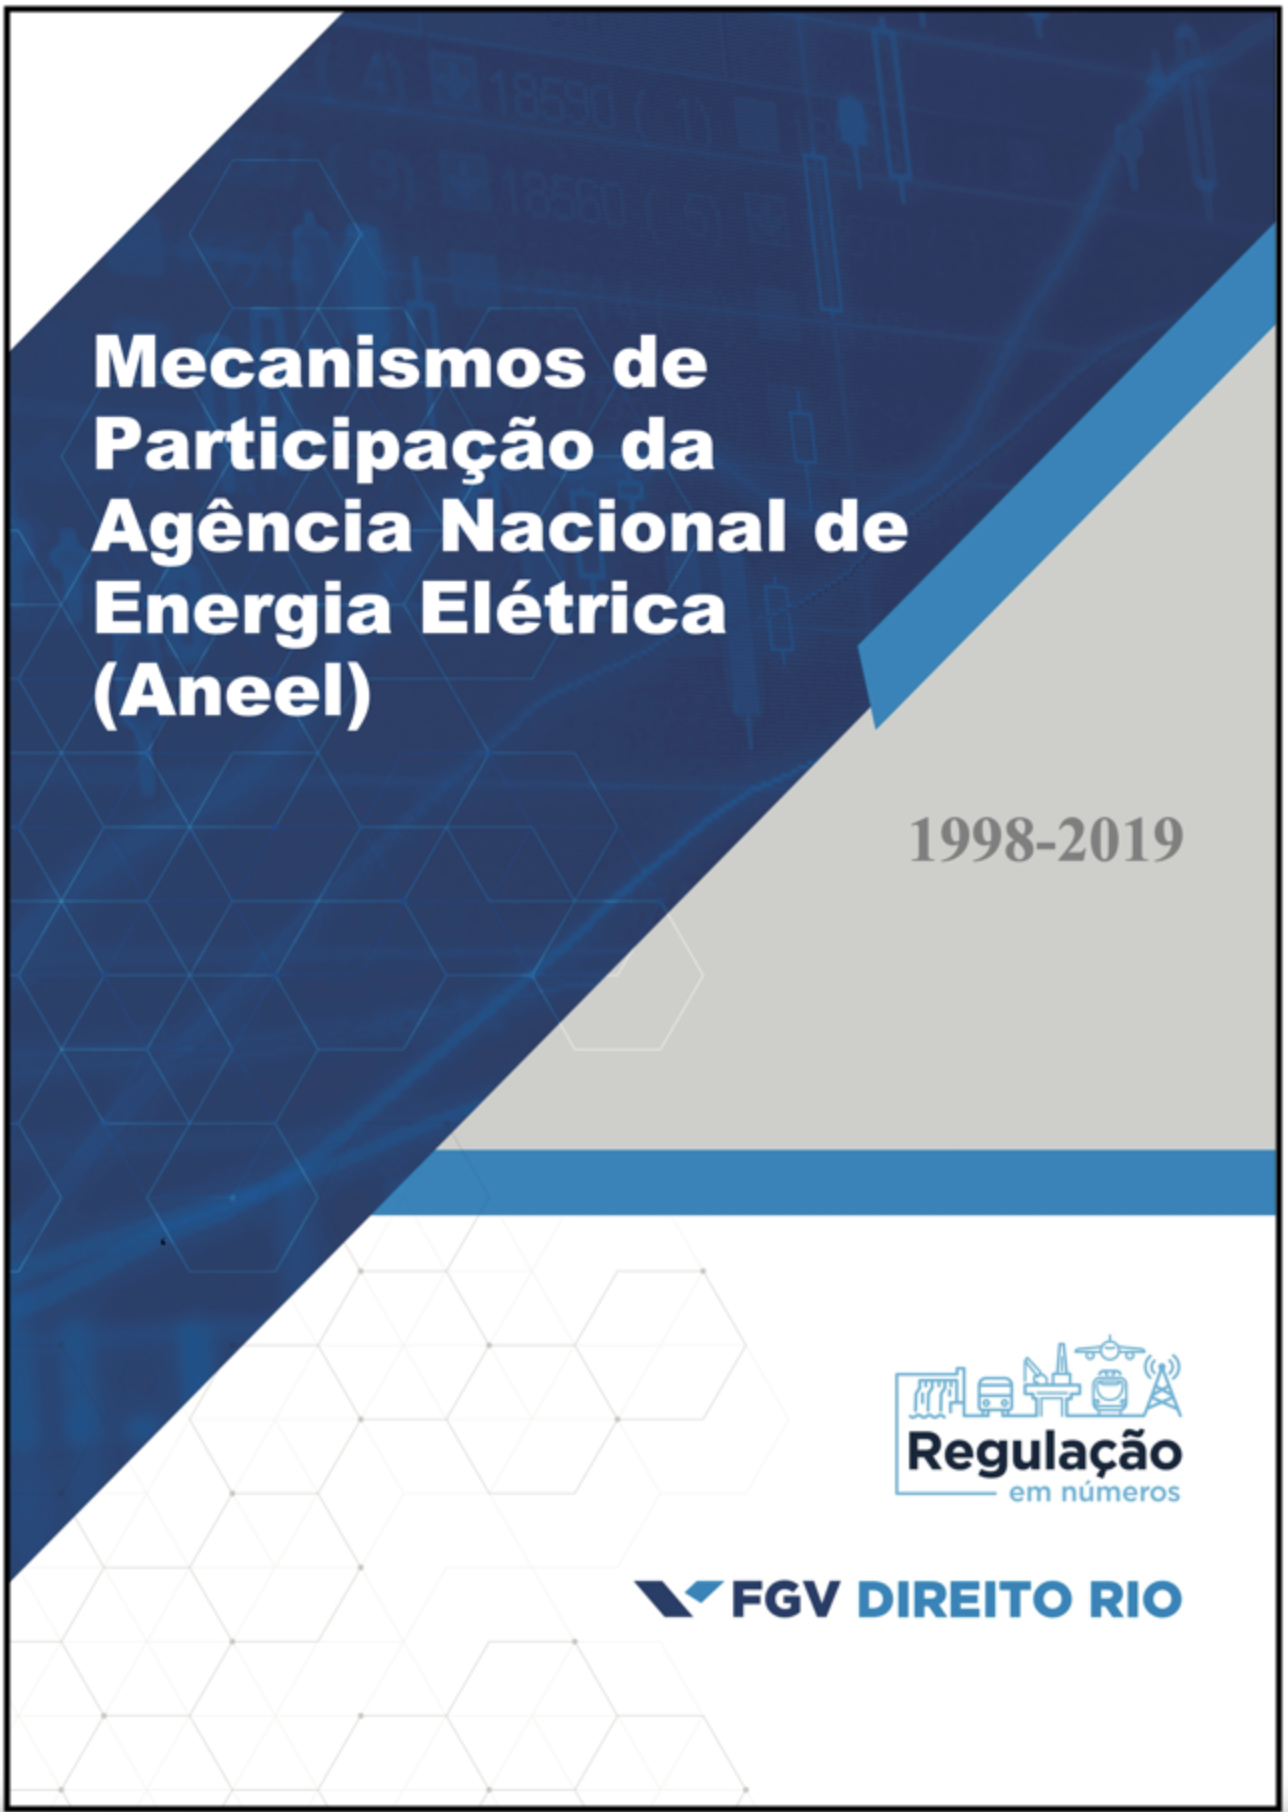 Mecanismos de
Participação da
Agência Nacional de
Energia Elétrica
(Aneel)
1998-2019
Regulação
em números
FGV DIREITO RIO